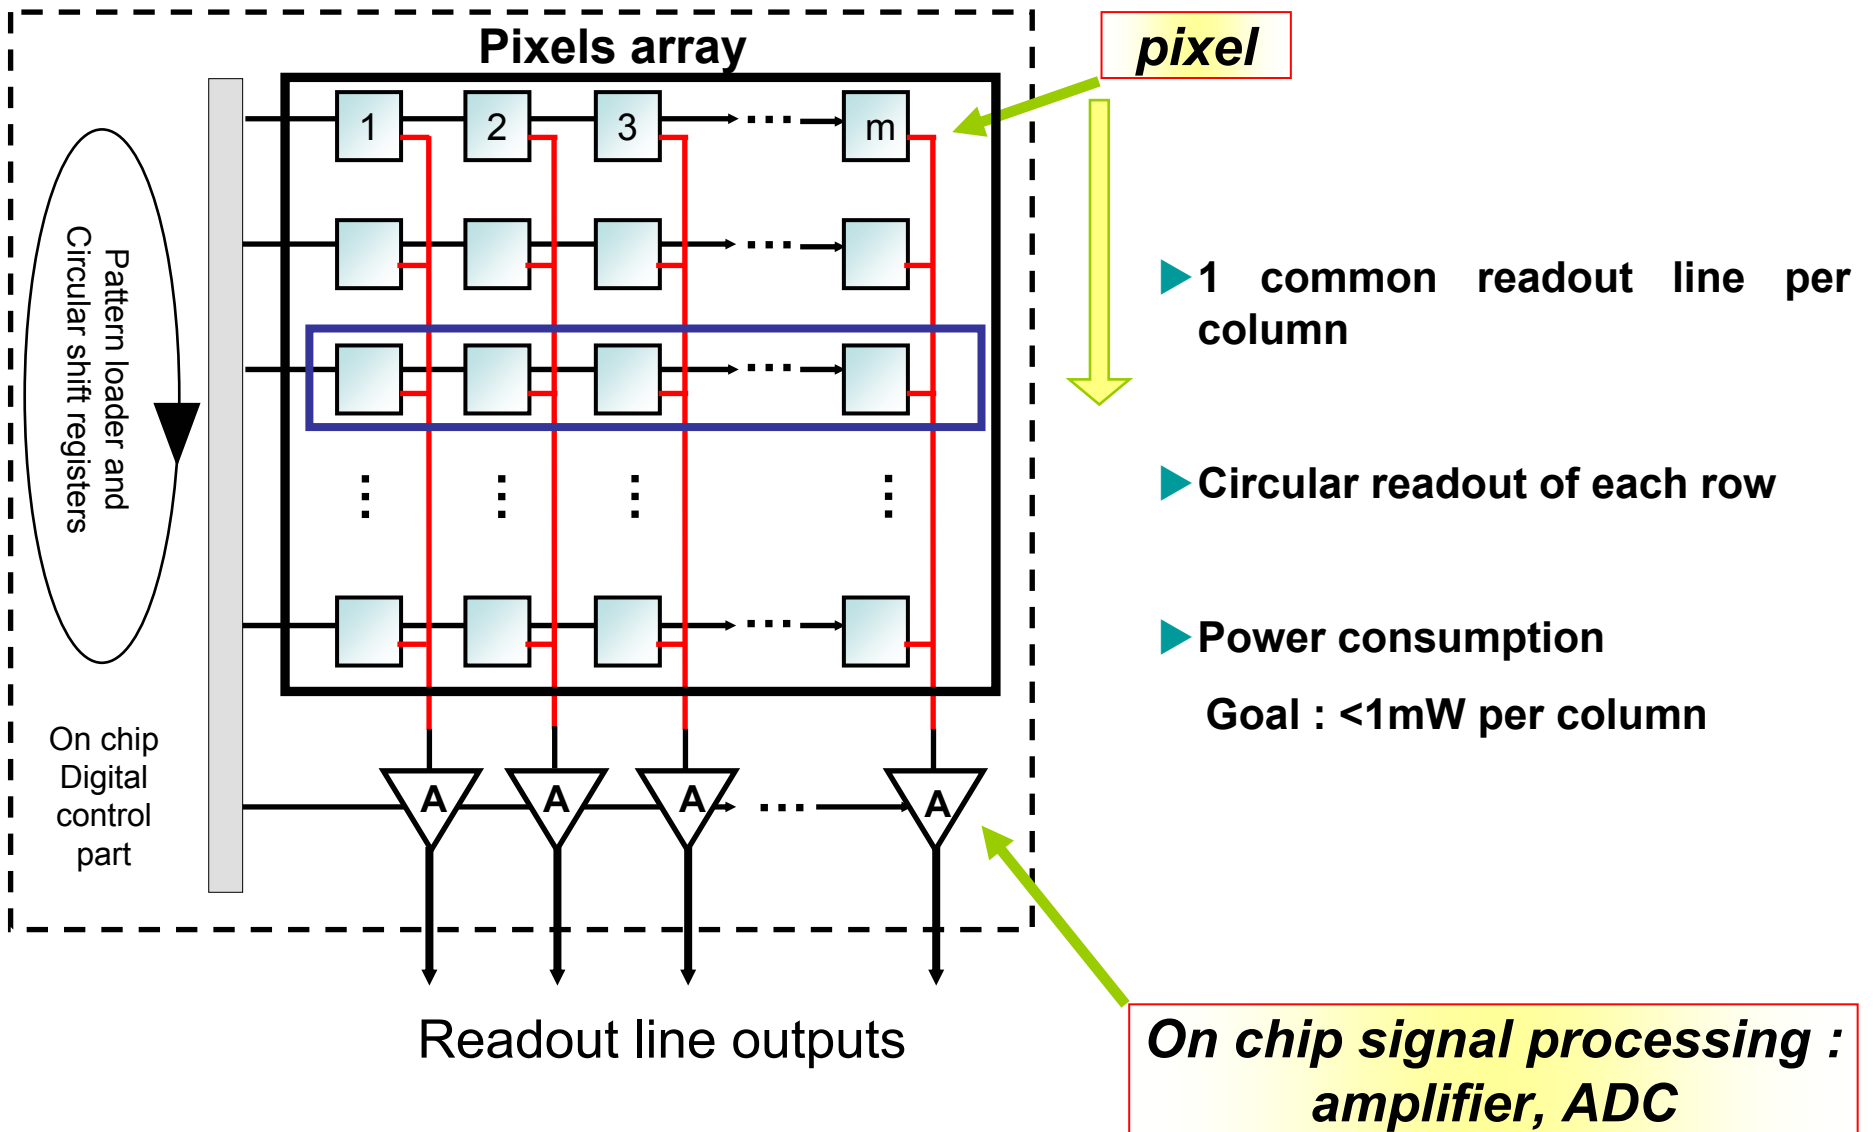 Pixels array
pixel
1
2
3
...
m
...
...
Pattern loader and
Circular shift registers
...
...
On chip
Digital
control
part
A
A
A
...
A
Readout line outputs
1 common readout line per
column
Circular readout of each row
Power consumption
Goal : <1mW per column
On chip signal processing :
amplifier, ADC